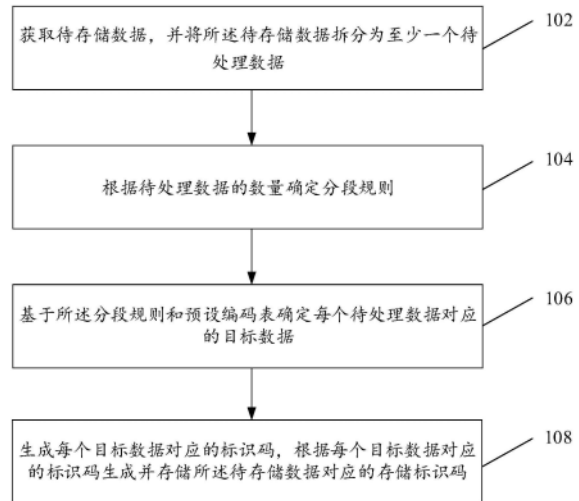 获取待存储数据，并将所述待存储数据拆分为至少一个待
处理数据
102
根据待处理数据的数量确定分段规则
104
基于所述分段规则和预设编码表确定每个待处理数据对应
的目标数据
106
生成每个目标数据对应的标识码，根据每个目标数据对应
的标识码生成并存储所述待存储数据对应的存储标识码
108